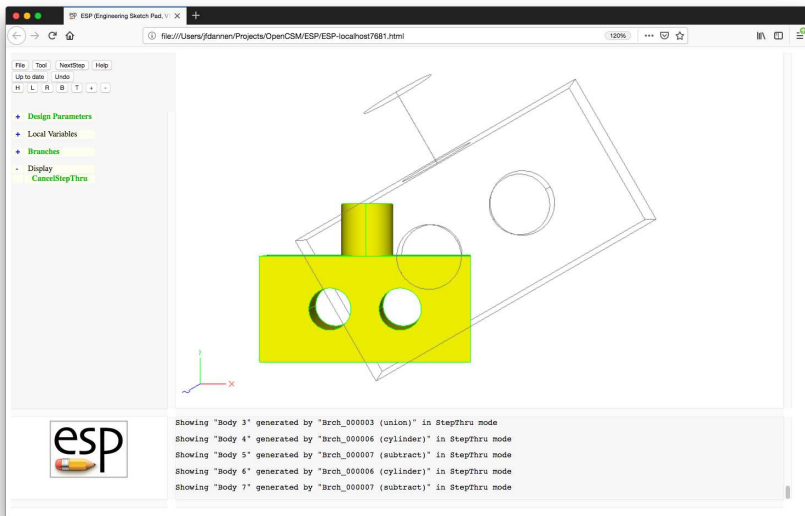 ESP (Engineering Sketch Pad, V
file:///Users/jfdannen/Projects/OpenCSM/ESP/ESP-localhost7681.html
120%
File Tool NextStep Help
Up to date Undo
H L R B T + -
+ Design Parameters
+ Local Variables
+ Branches
- Display
CancelStepThru
Y
X
esp
Showing "Body 3" generated by "Brch_000003 (union)" in StepThru mode
Showing "Body 4" generated by "Brch_000006 (cylinder)" in StepThru mode
Showing "Body 5" generated by "Brch_000007 (subtract)" in StepThru mode
Showing "Body 6" generated by "Brch_000006 (cylinder)" in StepThru mode
Showing "Body 7" generated by "Brch_000007 (subtract)" in StepThru mode